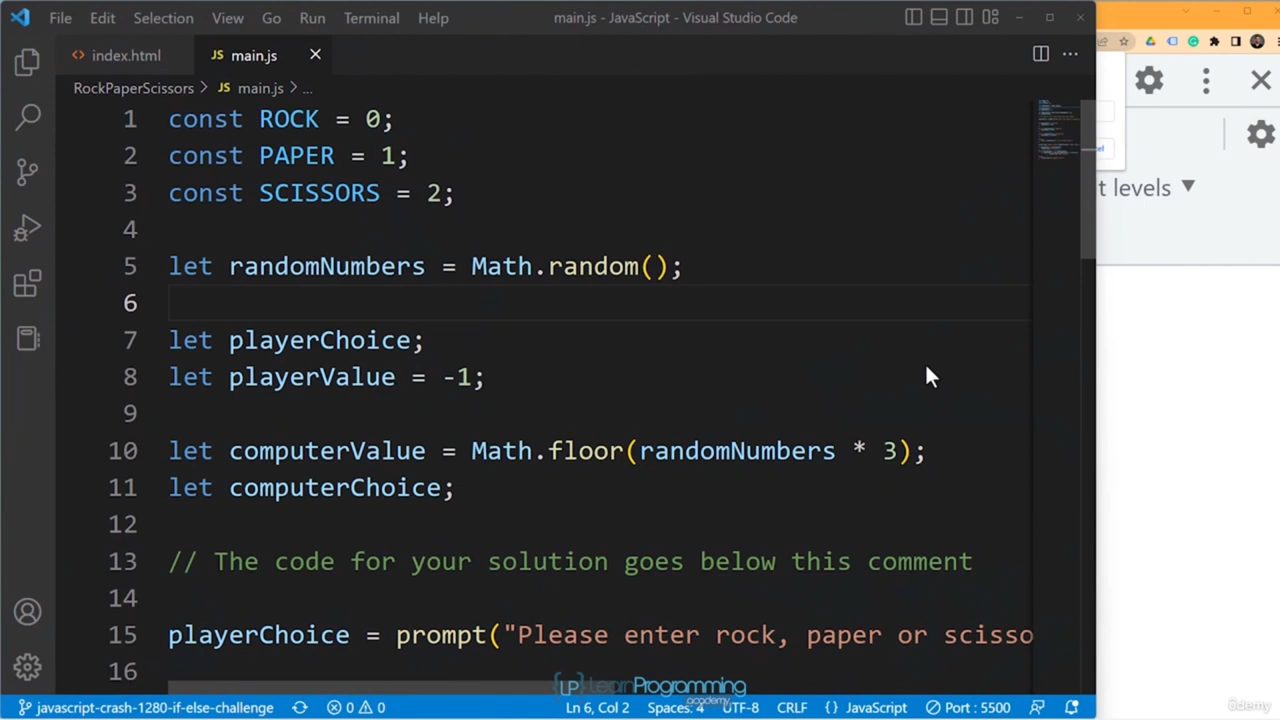 File Edit Selection View Go Run Terminal Help main.js - JavaScript - Visual Studio Code
index.html JS main.js
RockPaperScissors > JS main.js > ...
1 const ROCK = 0;
2 const PAPER = 1;
3 const SCISSORS = 2;
4
5 let randomNumbers = Math.random();
6
7 let playerChoice;
8 let playerValue = -1;
9
10 let computerValue = Math.floor(randomNumbers * 3);
11 let computerChoice;
12
13 // The code for your solution goes below this comment
14
15 playerChoice = prompt("Please enter rock, paper or scisso
16
t levels
LP LearnProgramming
academy
javascript-crash-1280-if-else-challenge 0 0 Ln 6, Col 2 Spaces: 4 UTF-8 CRLF {} JavaScript Port : 5500
ûdemy